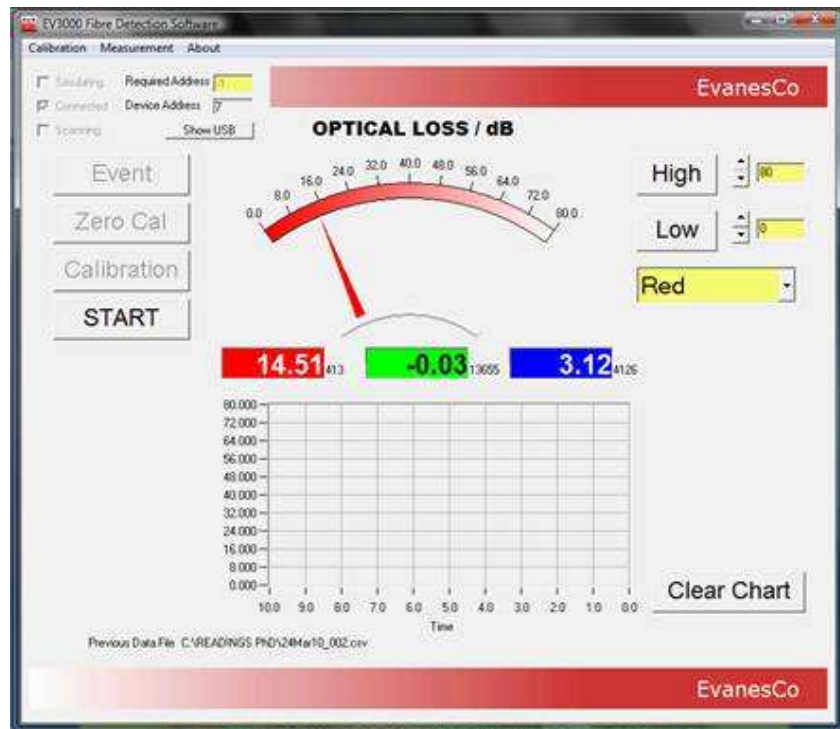 EV3000 Fibre Detection Software
Calibration Measurement About
Simulating Required Address -1
Connected Device Address 7
Scanning Show USB
EvanesCo
OPTICAL LOSS / dB
Event
Zero Cal
Calibration
START
0.0 8.0 16.0 24.0 32.0 40.0 48.0 56.0 64.0 72.0 80.0
High 80
Low 0
Red
14.51 413 -0.03 13655 3.12 4126
80.000
72.000
64.000
56.000
48.000
40.000
32.000
24.000
16.000
8.000
0.000
10.0 9.0 8.0 7.0 6.0 5.0 4.0 3.0 2.0 1.0 0.0
Time
Clear Chart
Previous Data File C:\READINGS PhD\24Mar10_002.csv
EvanesCo